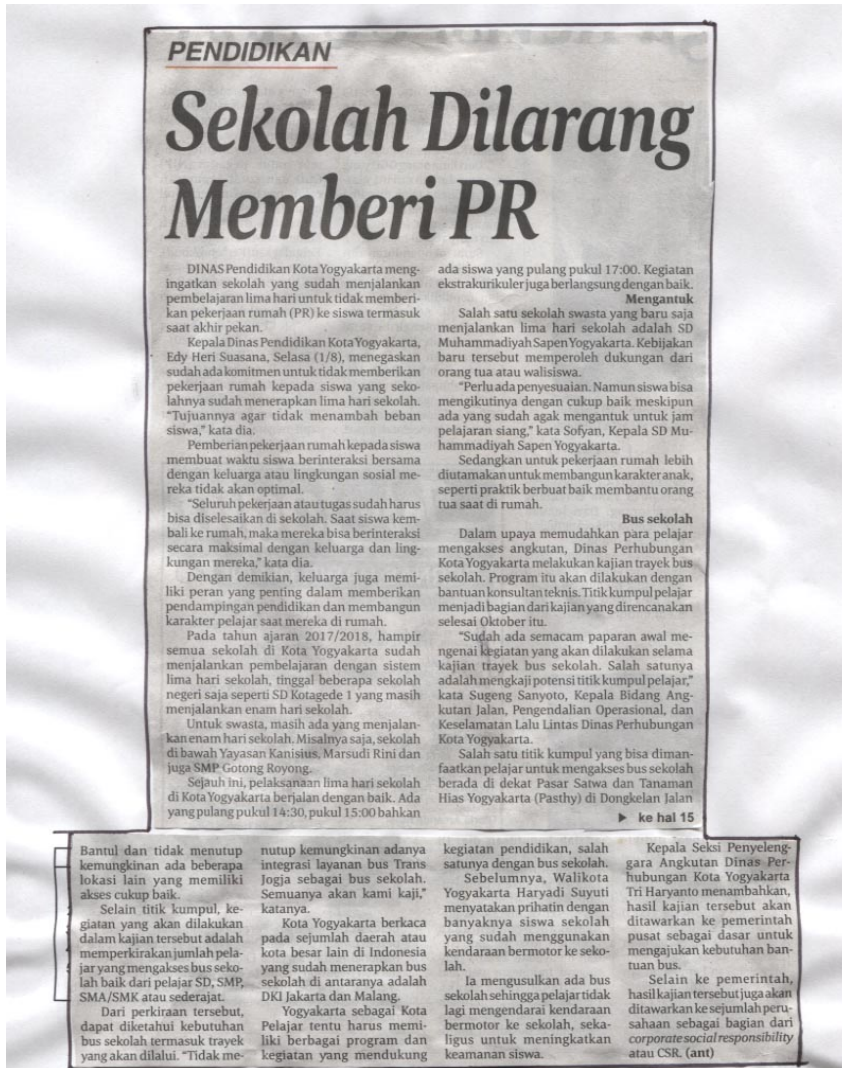 PENDIDIKAN
Sekolah Dilarang
Memberi PR
DINAS Pendidikan Kota Yogyakarta meng-
ingatkan sekolah yang sudah menjalankan
pembelajaran lima hari untuk tidak memberi-
kan pekerjaan rumah (PR) ke siswa termasuk
saat akhir pekan.
Kepala Dinas Pendidikan Kota Yogyakarta,
Edy Heri Suasana, Selasa (1/8), menegaskan
sudah ada komitmen untuk tidak memberikan
pekerjaan rumah kepada siswa yang seko-
lahnya sudah menerapkan lima hari sekolah.
"Tujuannya agar tidak menambah beban
siswa," kata dia.
Pemberian pekerjaan rumah kepada siswa
membuat waktu siswa berinteraksi bersama
dengan keluarga atau lingkungan sosial me-
reka tidak akan optimal.
"Seluruh pekerjaan atau tugas sudah harus
bisa diselesaikan di sekolah. Saat siswa kem-
bali ke rumah, maka mereka bisa berinteraksi
secara maksimal dengan keluarga dan ling-
kungan mereka," kata dia.
Dengan demikian, keluarga juga memi-
liki peran yang penting dalam memberikan
pendampingan pendidikan dan membangun
karakter pelajar saat mereka di rumah.
Pada tahun ajaran 2017/2018, hampir
semua sekolah di Kota Yogyakarta sudah
menjalankan pembelajaran dengan sistem
lima hari sekolah, tinggal beberapa sekolah
negeri saja seperti SD Kotagede 1 yang masih
menjalankan enam hari sekolah.
Untuk swasta, masih ada yang menjalan-
kan enam hari sekolah. Misalnya saja, sekolah
di bawah Yayasan Kanisius, Marsudi Rini dan
juga SMP Gotong Royong.
Sejauh ini, pelaksanaan lima hari sekolah
di Kota Yogyakarta berjalan dengan baik. Ada
yang pulang pukul 14:30, pukul 15:00 bahkan
ada siswa yang pulang pukul 17:00. Kegiatan
ekstrakurikuler juga berlangsung dengan baik.
Mengantuk
Salah satu sekolah swasta yang baru saja
menjalankan lima hari sekolah adalah SD
Muhammadiyah Sapen Yogyakarta. Kebijakan
baru tersebut memperoleh dukungan dari
orang tua atau walisiswa.
"Perlu ada penyesuaian. Namun siswa bisa
mengikutinya dengan cukup baik meskipun
ada yang sudah agak mengantuk untuk jam
pelajaran siang," kata Sofyan, Kepala SD Mu-
hammadiyah Sapen Yogyakarta.
Sedangkan untuk pekerjaan rumah lebih
diutamakan untuk membangun karakter anak,
seperti praktik berbuat baik membantu orang
tua saat di rumah.
Bus sekolah
Dalam upaya memudahkan para pelajar
mengakses angkutan, Dinas Perhubungan
Kota Yogyakarta melakukan kajian trayek bus
sekolah. Program itu akan dilakukan dengan
bantuan konsultan teknis. Titik kumpul pelajar
menjadi bagian dari kajian yang direncanakan
selesai Oktober itu.
"Sudah ada semacam paparan awal me-
ngenai kegiatan yang akan dilakukan selama
kajian trayek bus sekolah. Salah satunya
adalah mengkaji potensi titik kumpul pelajar,"
kata Sugeng Sanyoto, Kepala Bidang Ang-
kutan Jalan, Pengendalian Operasional, dan
Keselamatan Lalu Lintas Dinas Perhubungan
Kota Yogyakarta.
Salah satu titik kumpul yang bisa diman-
faatkan pelajar untuk mengakses bus sekolah
berada di dekat Pasar Satwa dan Tanaman
Hias Yogyakarta (Pasthy) di Dongkelan Jalan
▶ ke hal 15
Bantul dan tidak menutup
kemungkinan ada beberapa
lokasi lain yang memiliki
akses cukup baik.
Selain titik kumpul, ke-
giatan yang akan dilakukan
dalam kajian tersebut adalah
memperkirakan jumlah pela-
jar yang mengakses bus seko-
lah baik dari pelajar SD, SMP,
SMA/SMK atau sederajat.
Dari perkiraan tersebut,
dapat diketahui kebutuhan
bus sekolah termasuk trayek
yang akan dilalui. "Tidak me-
nutup kemungkinan adanya
integrasi layanan bus Trans
Jogja sebagai bus sekolah.
Semuanya akan kami kaji,"
katanya.
Kota Yogyakarta berkaca
pada sejumlah daerah atau
kota besar lain di Indonesia
yang sudah menerapkan bus
sekolah di antaranya adalah
DKI Jakarta dan Malang.
Yogyakarta sebagai Kota
Pelajar tentu harus memi-
liki berbagai program dan
kegiatan yang mendukung
kegiatan pendidikan, salah
satunya dengan bus sekolah.
Sebelumnya, Walikota
Yogyakarta Haryadi Suyuti
menyatakan prihatin dengan
banyaknya siswa sekolah
yang sudah menggunakan
kendaraan bermotor ke seko-
lah.
Ia mengusulkan ada bus
sekolah sehingga pelajar tidak
lagi mengendarai kendaraan
bermotor ke sekolah, seka-
ligus untuk meningkatkan
keamanan siswa.
Kepala Seksi Penyeleng-
gara Angkutan Dinas Per-
hubungan Kota Yogyakarta
Tri Haryanto menambahkan,
hasil kajian tersebut akan
ditawarkan ke pemerintah
pusat sebagai dasar untuk
mengajukan kebutuhan ban-
tuan bus.
Selain ke pemerintah,
hasil kajian tersebut juga akan
ditawarkan ke sejumlah peru-
sahaan sebagai bagian dari
corporate social responsibility
atau CSR. (ant)